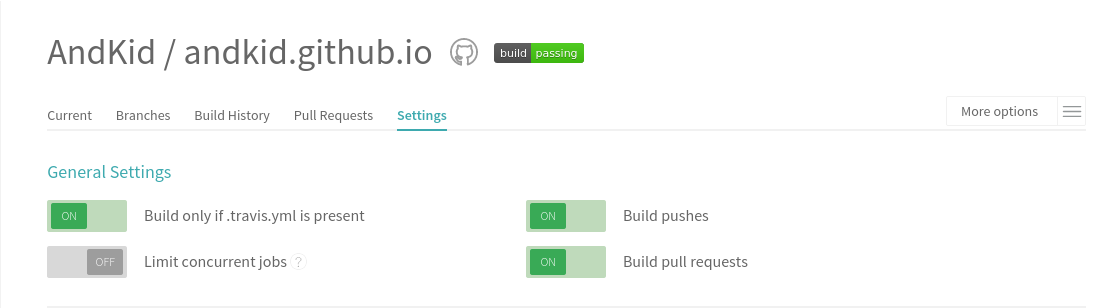 AndKid / andkid.github.io build passing
Current Branches Build History Pull Requests Settings More options
General Settings
ON Build only if .travis.yml is present ON Build pushes
OFF Limit concurrent jobs ? ON Build pull requests